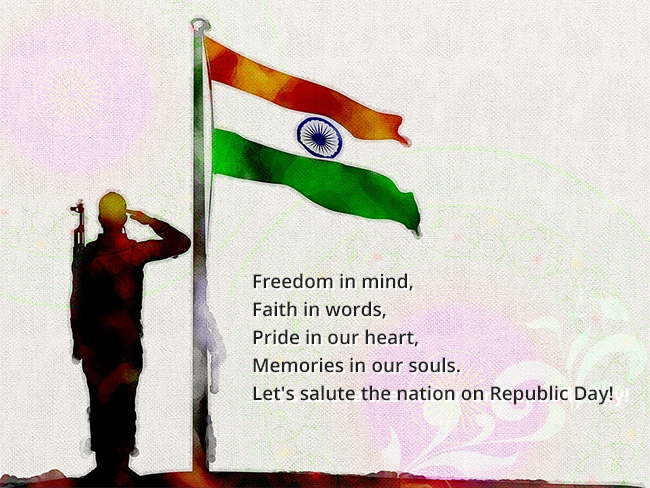 Freedom in mind,
Faith in words,
Pride in our heart,
Memories in our souls.
Let's salute the nation on Republic Day!